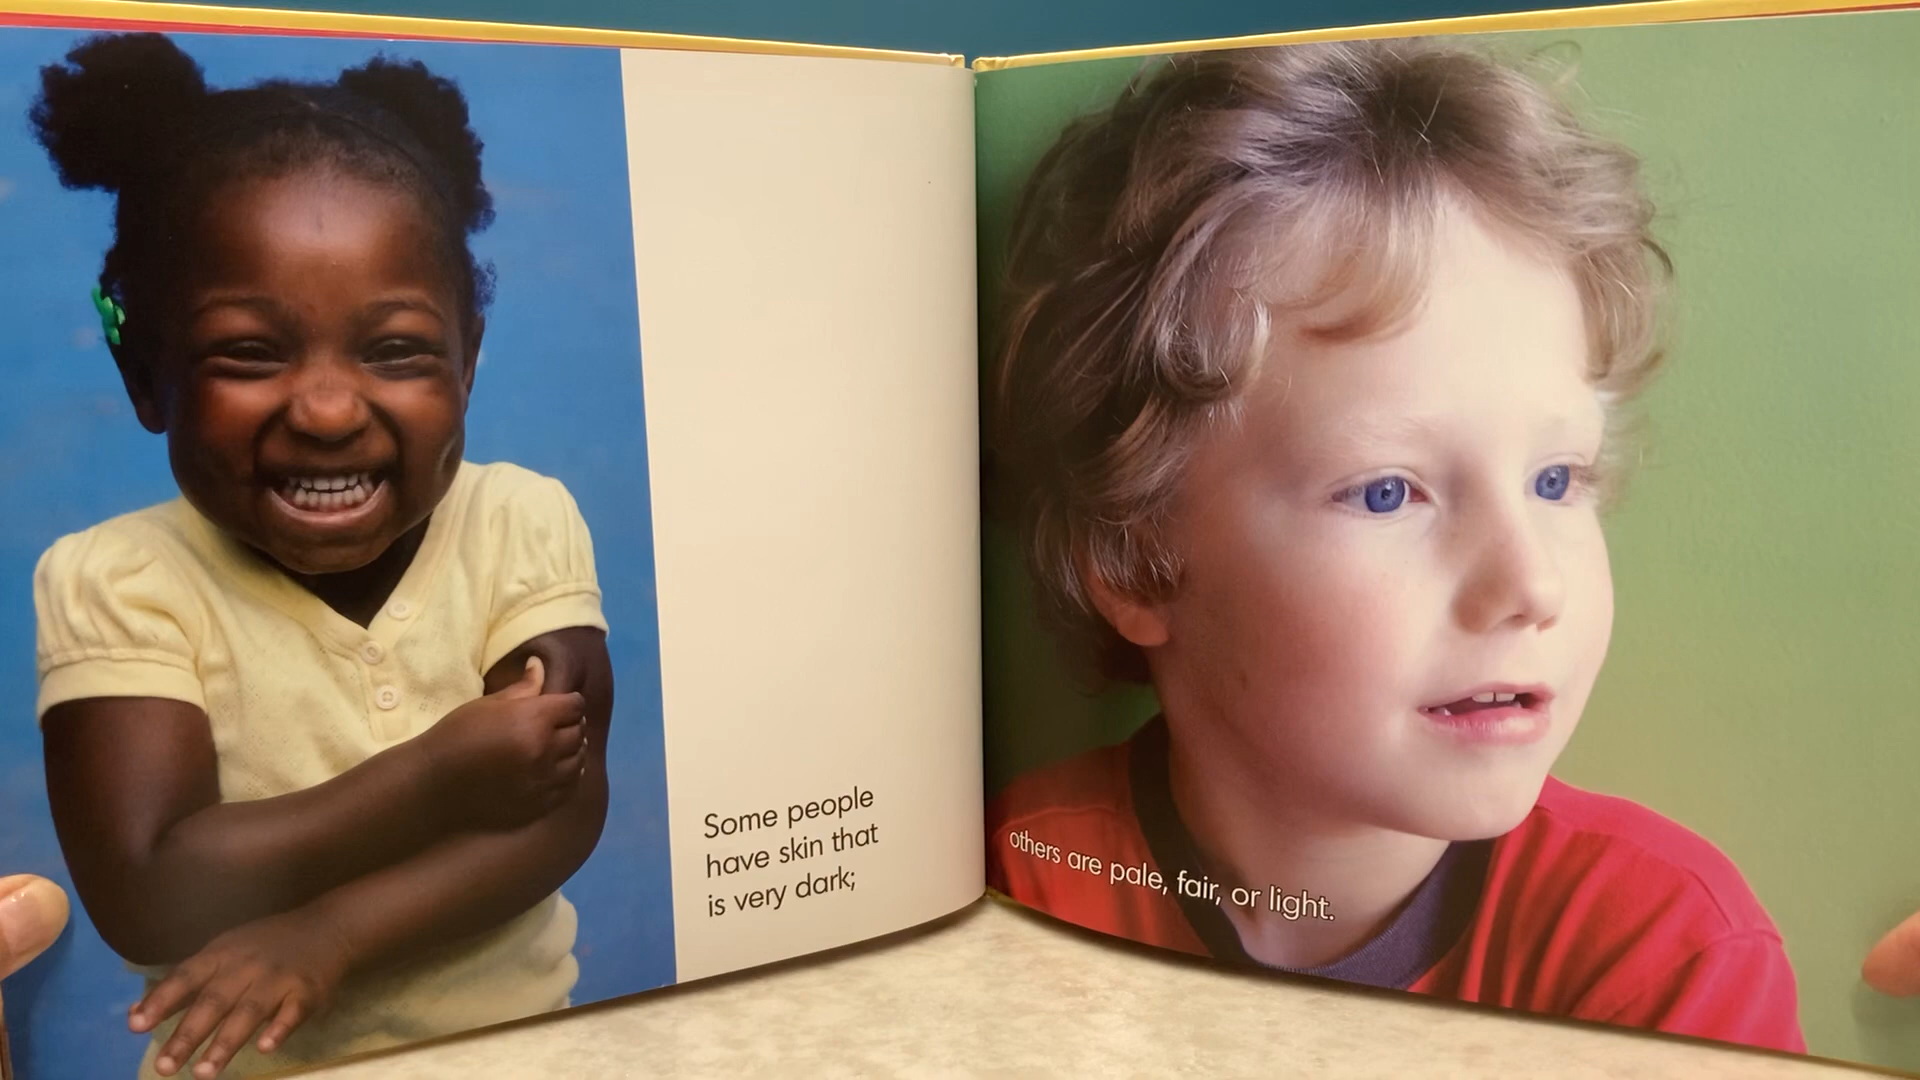 Some people
have skin that
is very dark;
others are pale, fair, or light.